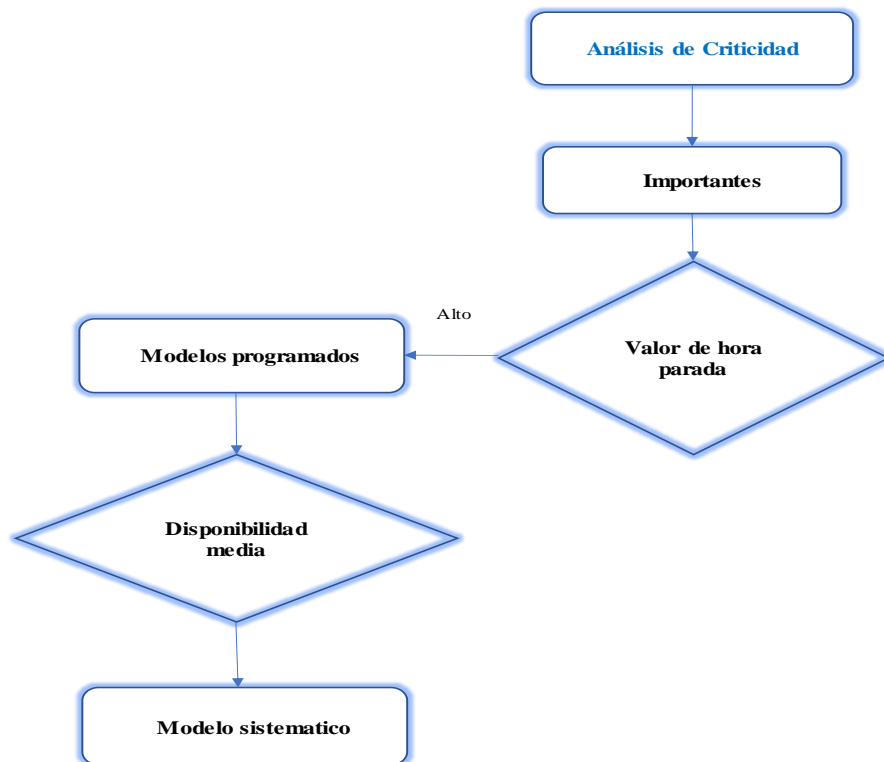 Análisis de Criticidad
Importantes
Alto
Valor de hora
parada
Modelos programados
Disponibilidad
media
Modelo sistematico